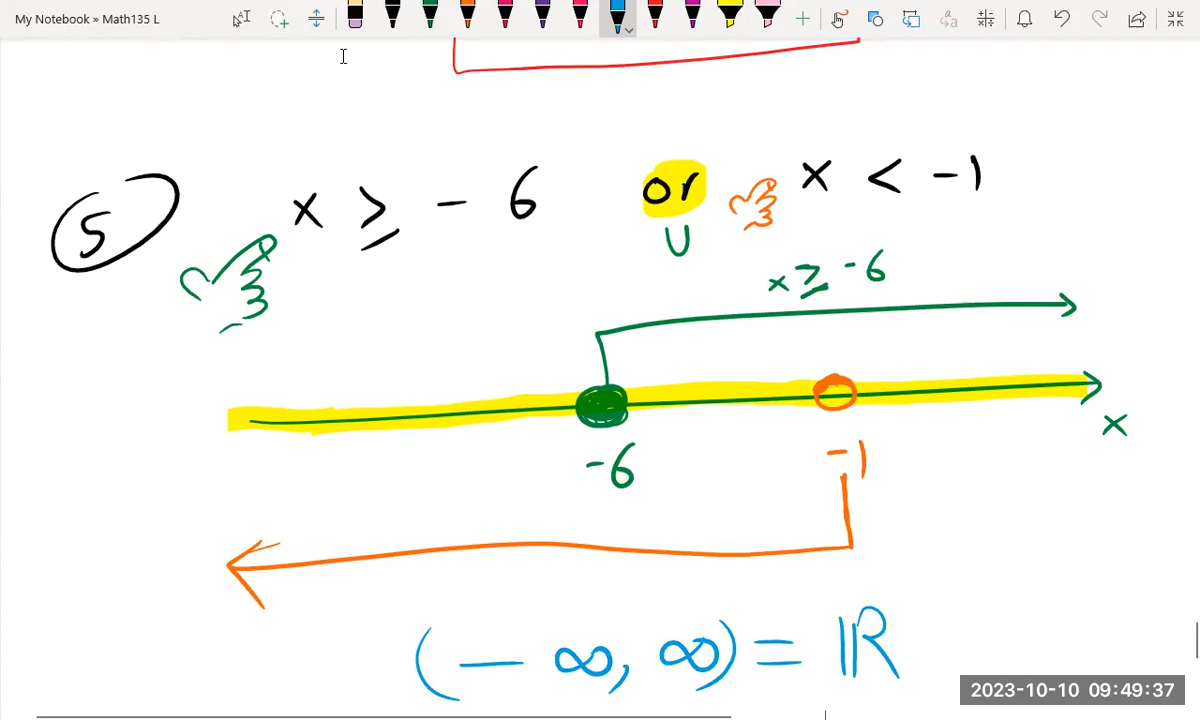 My Notebook » Math135 L
5 x ≥ - 6 or x < -1
U
x ≥ -6
x
-6 -1
(- ∞, ∞) = ℝ
2023-10-10 09:49:37